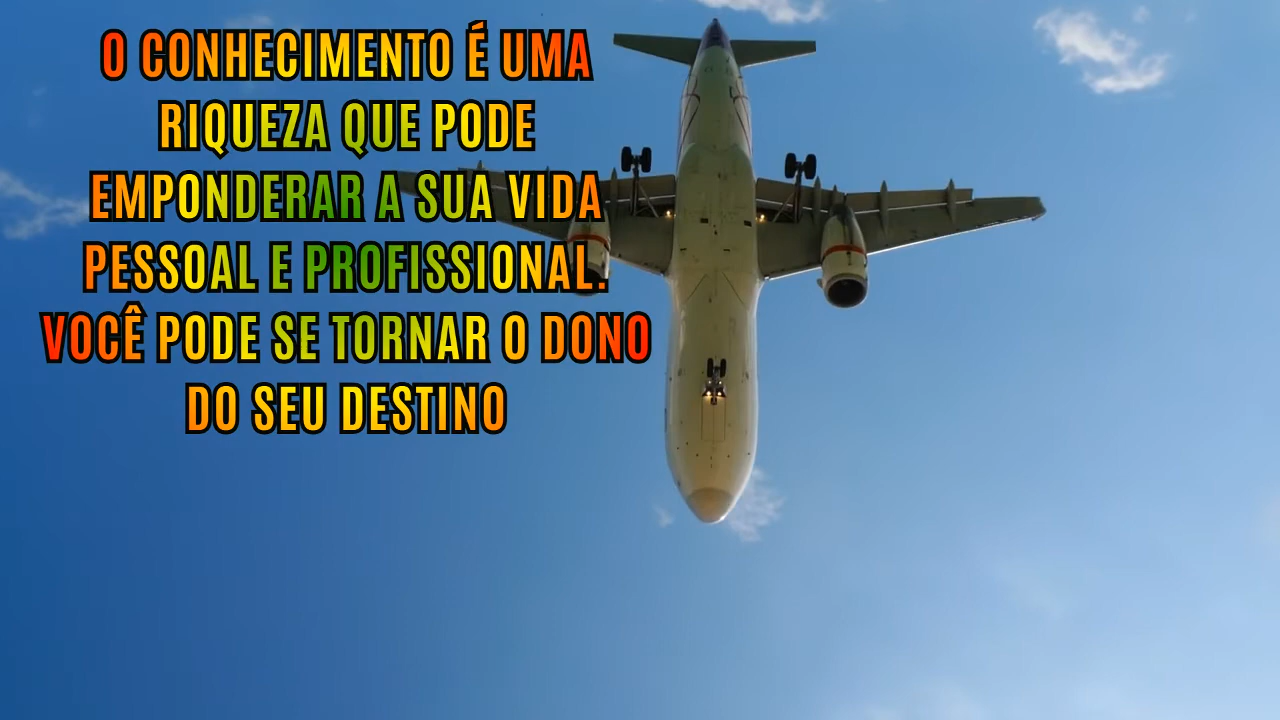 O CONHECIMENTO É UMA
RIQUEZA QUE PODE
EMPONDERAR A SUA VIDA
PESSOAL E PROFISSIONAL.
VOCÊ PODE SE TORNAR O DONO
DO SEU DESTINO